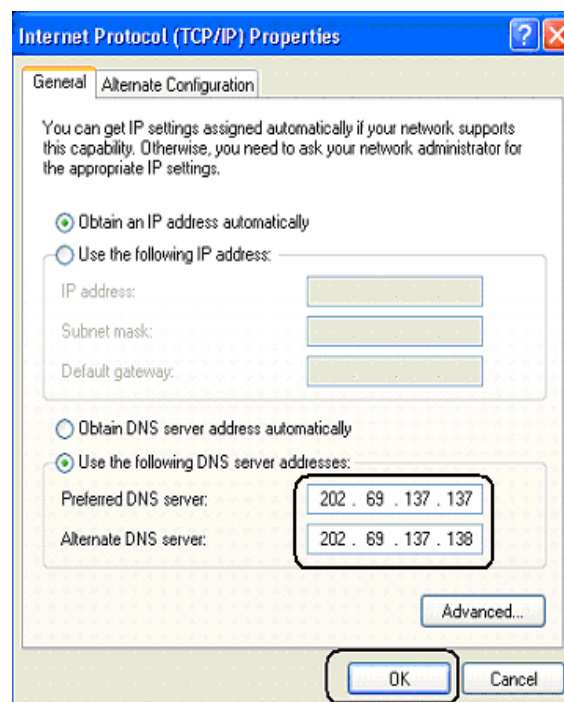 Internet Protocol (TCP/IP) Properties
General
Alternate Configuration
You can get IP settings assigned automatically if your network supports
this capability. Otherwise, you need to ask your network administrator for
the appropriate IP settings.
Obtain an IP address automatically
Use the following IP address:
IP address:
Subnet mask:
Default gateway:
Obtain DNS server address automatically
Use the following DNS server addresses:
Preferred DNS server: 202 . 69 . 137 . 137
Alternate DNS server: 202 . 69 . 137 . 138
Advanced...
OK Cancel